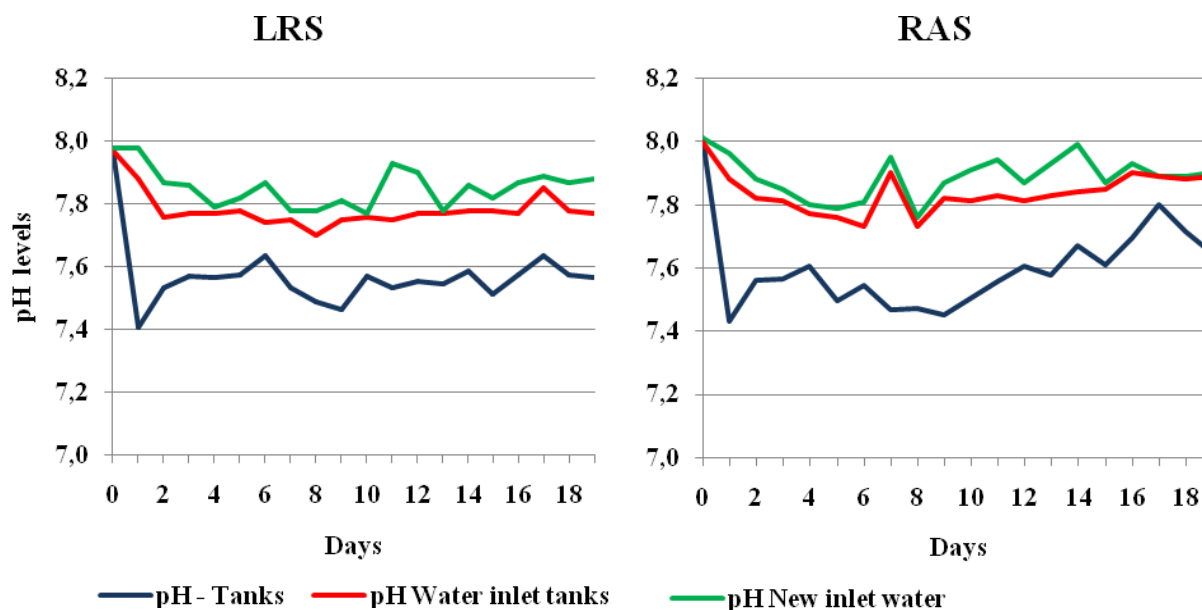 LRS
8,2
8,0
7,8
7,6
7,4
7,2
7,0
pH levels
0 2 4 6 8 10 12 14 16 18
Days
RAS
8,2
8,0
7,8
7,6
7,4
7,2
7,0
0 2 4 6 8 10 12 14 16 18
Days
pH - Tanks pH Water inlet tanks pH New inlet water